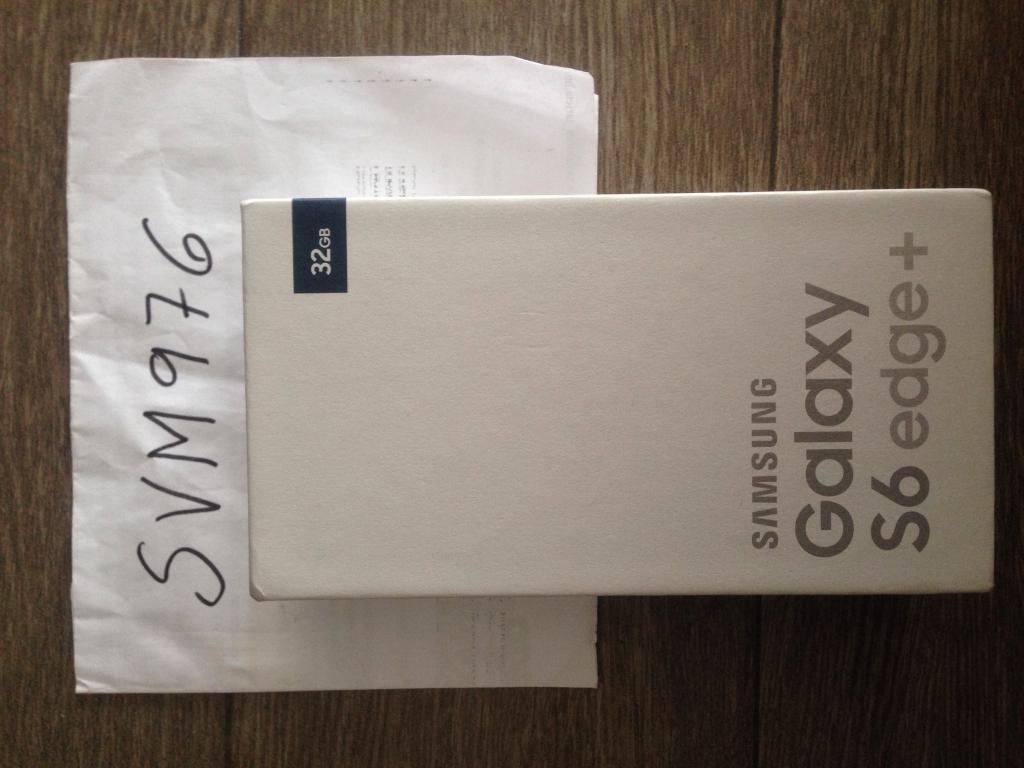 SVM976
32GB
SAMSUNG
Galaxy
S6 edge+